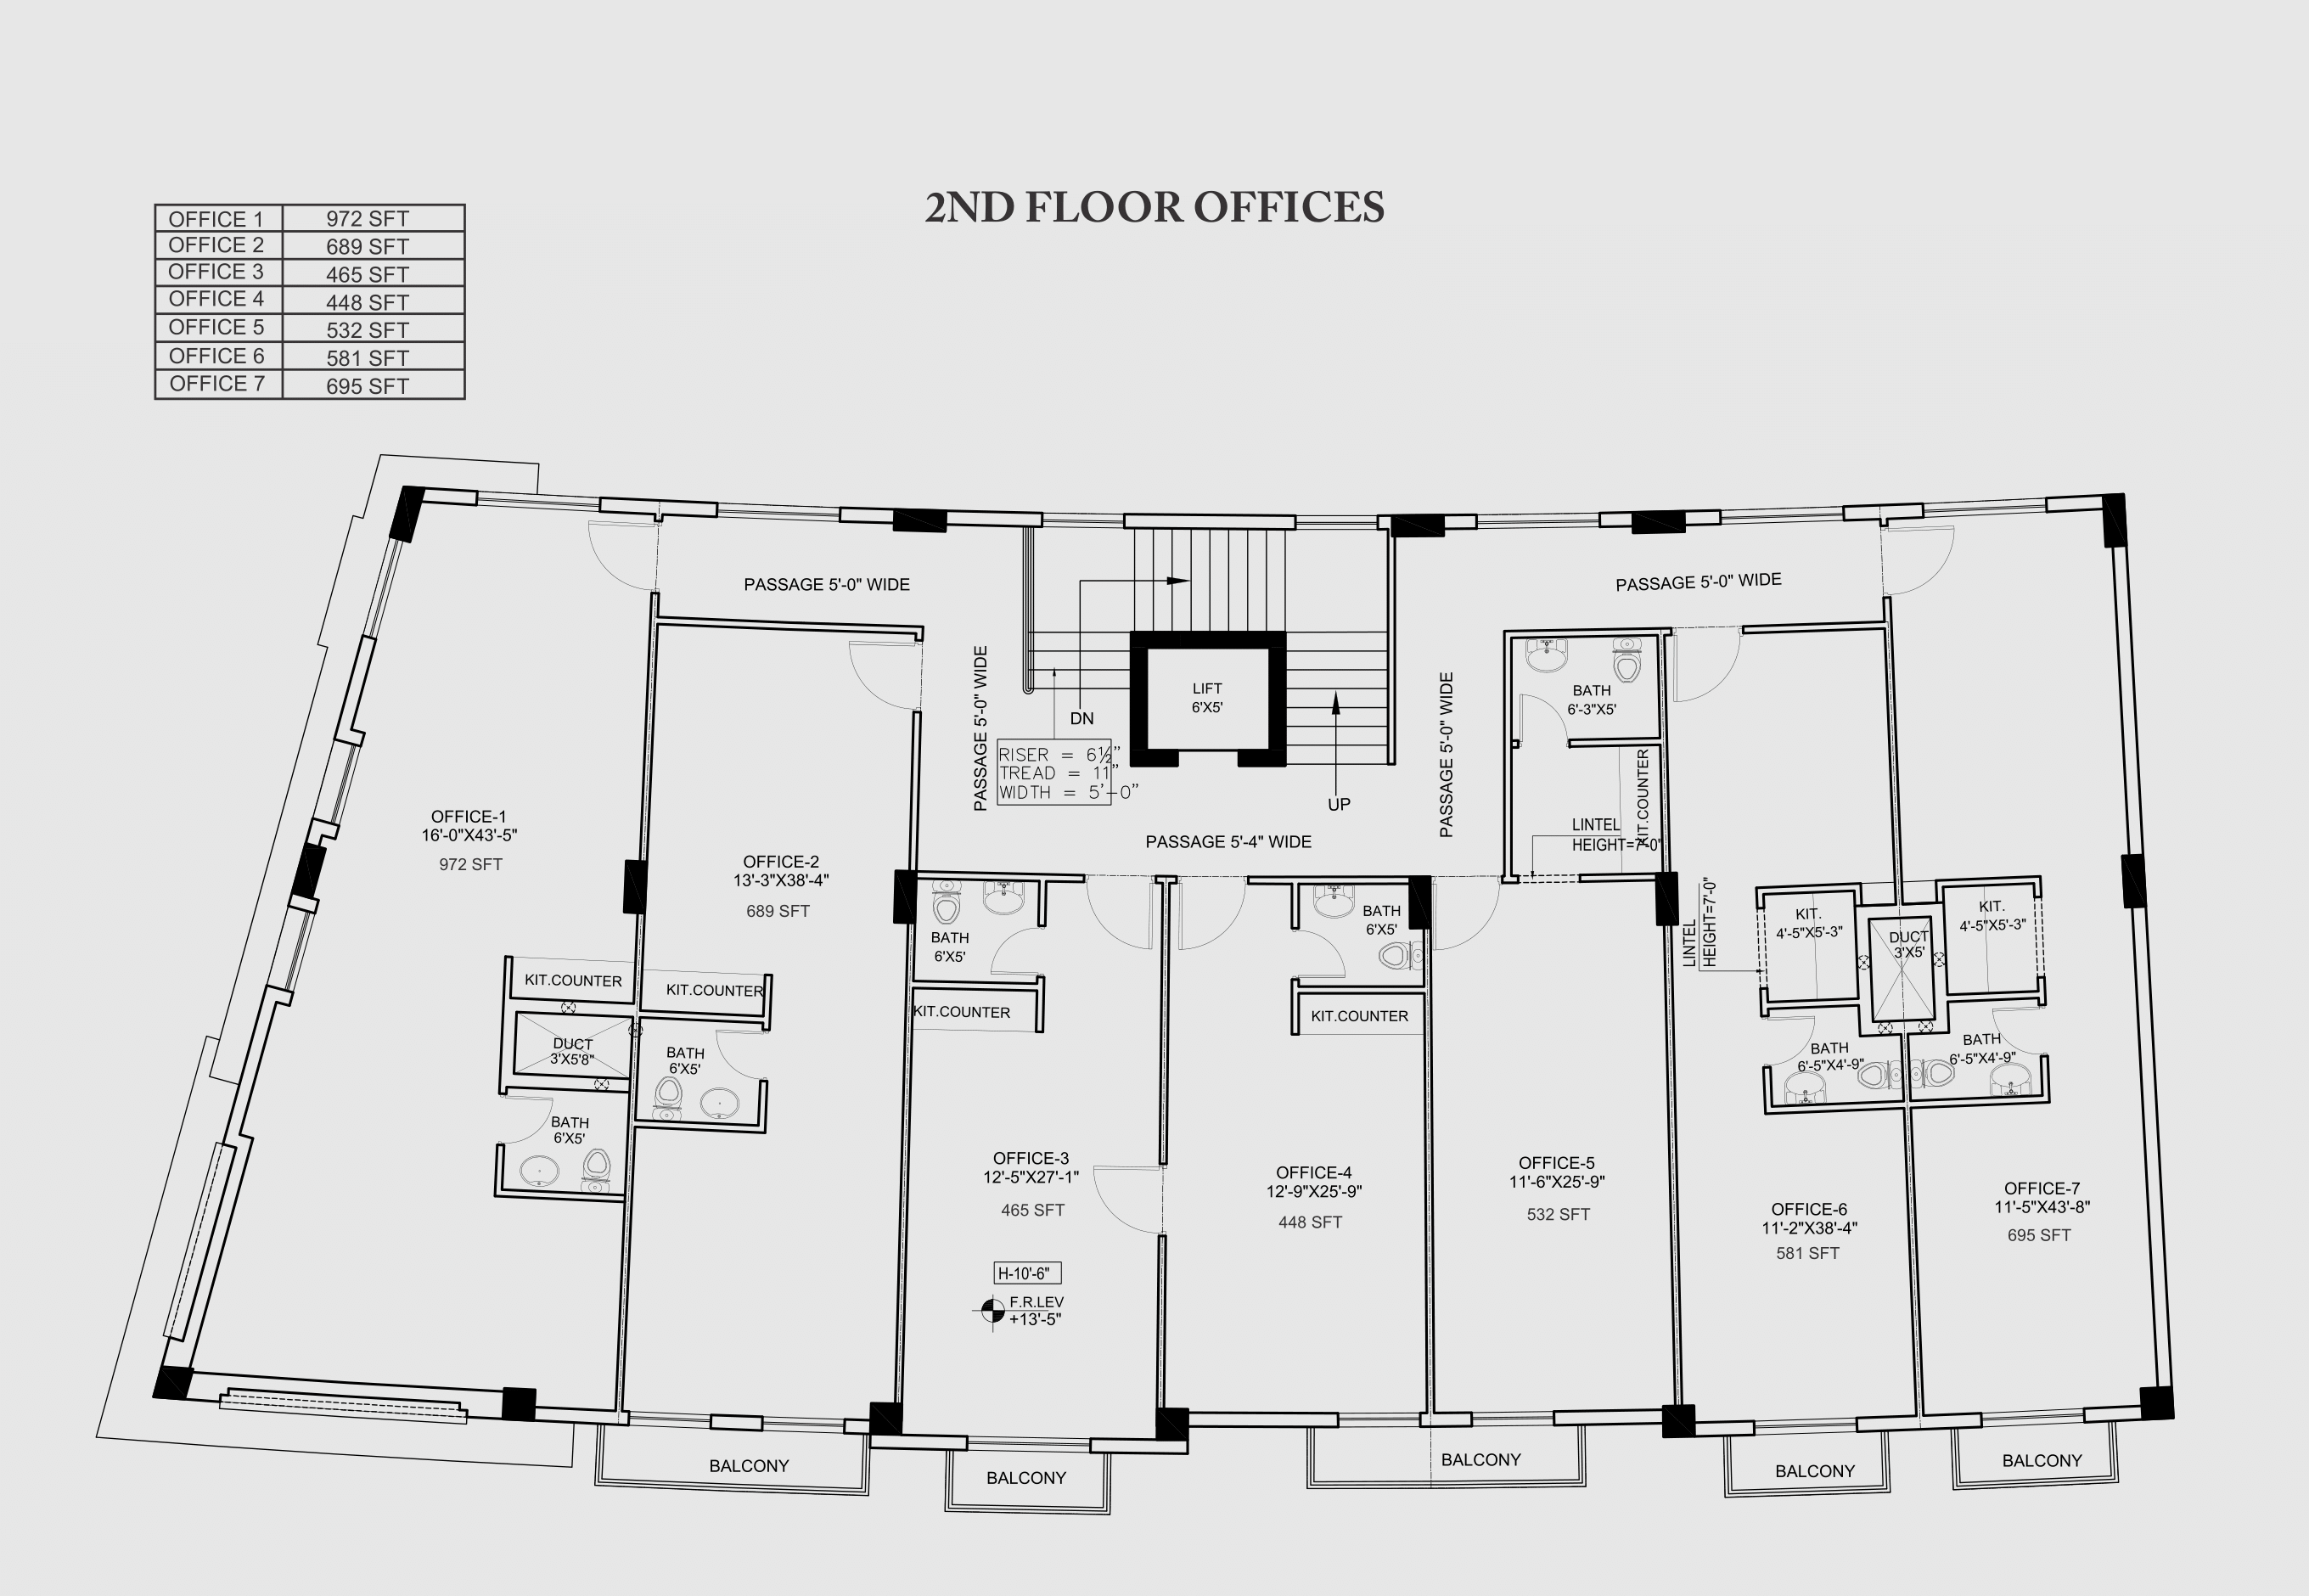 2ND FLOOR OFFICES
OFFICE 1 972 SFT
OFFICE 2 689 SFT
OFFICE 3 465 SFT
OFFICE 4 448 SFT
OFFICE 5 532 SFT
OFFICE 6 581 SFT
OFFICE 7 695 SFT
PASSAGE 5'-0" WIDE
PASSAGE 5'-0" WIDE
PASSAGE 5'-0" WIDE
PASSAGE 5'-0" WIDE
LIFT
6'X5'
DN
RISER = 6½"
TREAD = 11"
WIDTH = 5'-0"
UP
PASSAGE 5'-4" WIDE
BATH
6'-3"X5'
KIT.COUNTER
LINTEL
HEIGHT=7'-0"
OFFICE-1
16'-0"X43'-5"
972 SFT
OFFICE-2
13'-3"X38'-4"
689 SFT
BATH
6'X5'
KIT.COUNTER
BATH
6'X5'
KIT.COUNTER
LINTEL
HEIGHT=7'-0"
KIT.
4'-5"X5'-3"
DUCT
3'X5'
KIT.
4'-5"X5'-3"
KIT.COUNTER
KIT.COUNTER
DUCT
3'X5'8"
BATH
6'X5'
BATH
6'X5'
BATH
6'-5"X4'-9"
BATH
6'-5"X4'-9"
OFFICE-3
12'-5"X27'-1"
465 SFT
OFFICE-4
12'-9"X25'-9"
448 SFT
OFFICE-5
11'-6"X25'-9"
532 SFT
OFFICE-6
11'-2"X38'-4"
581 SFT
OFFICE-7
11'-5"X43'-8"
695 SFT
H-10'-6"
F.R.LEV
+13'-5"
BALCONY
BALCONY
BALCONY
BALCONY
BALCONY